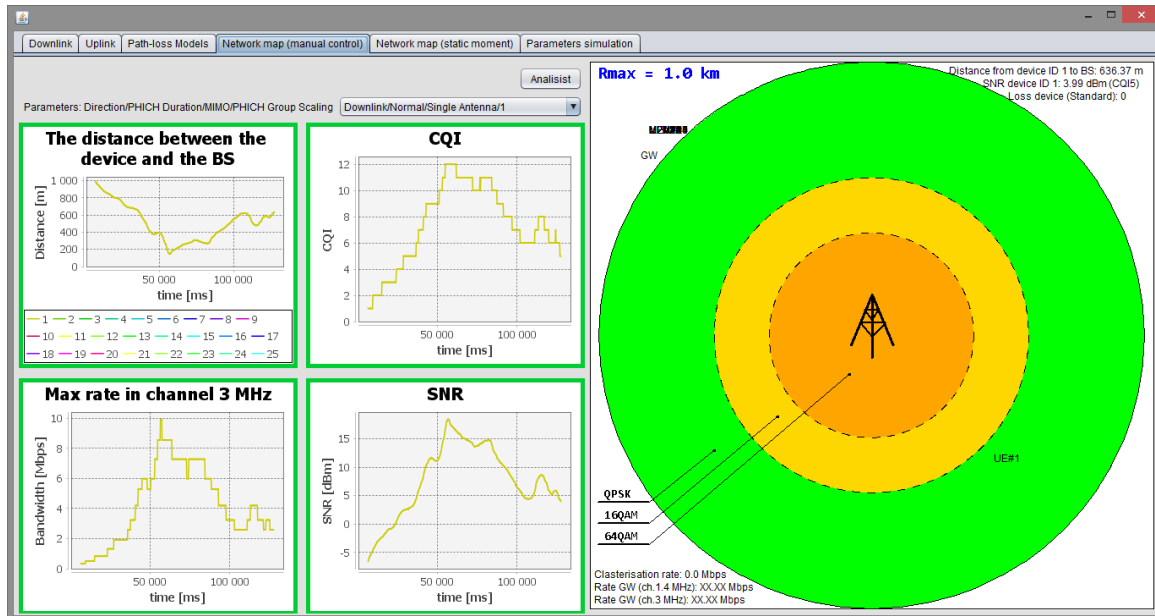 Downlink Uplink Path-loss Models Network map (manual control) Network map (static moment) Parameters simulation
Analisist
Parameters: Direction/PHICH Duration/MIMO/PHICH Group Scaling Downlink/Normal/Single Antenna/1
The distance between the
device and the BS
1 000
800
600
400
200
0
Distance [m]
50 000 100 000
time [ms]
1 2 3 4 5 6 7 8 9
10 11 12 13 14 15 16 17
18 19 20 21 22 23 24 25
CQI
12
10
8
6
4
2
0
CQI
50 000 100 000
time [ms]
Max rate in channel 3 MHz
10
8
6
4
2
0
Bandwidth [Mbps]
50 000 100 000
time [ms]
SNR
15
10
5
0
-5
SNR [dBm]
50 000 100 000
time [ms]
Rmax = 1.0 km
Distance from device ID 1 to BS: 636.37 m
SNR device ID 1: 3.99 dBm (CQI5)
Loss device (Standard): 0
GW
UE#1
QPSK
16QAM
64QAM
Clasterisation rate: 0.0 Mbps
Rate GW (ch.1.4 MHz): XX.XX Mbps
Rate GW (ch.3 MHz): XX.XX Mbps